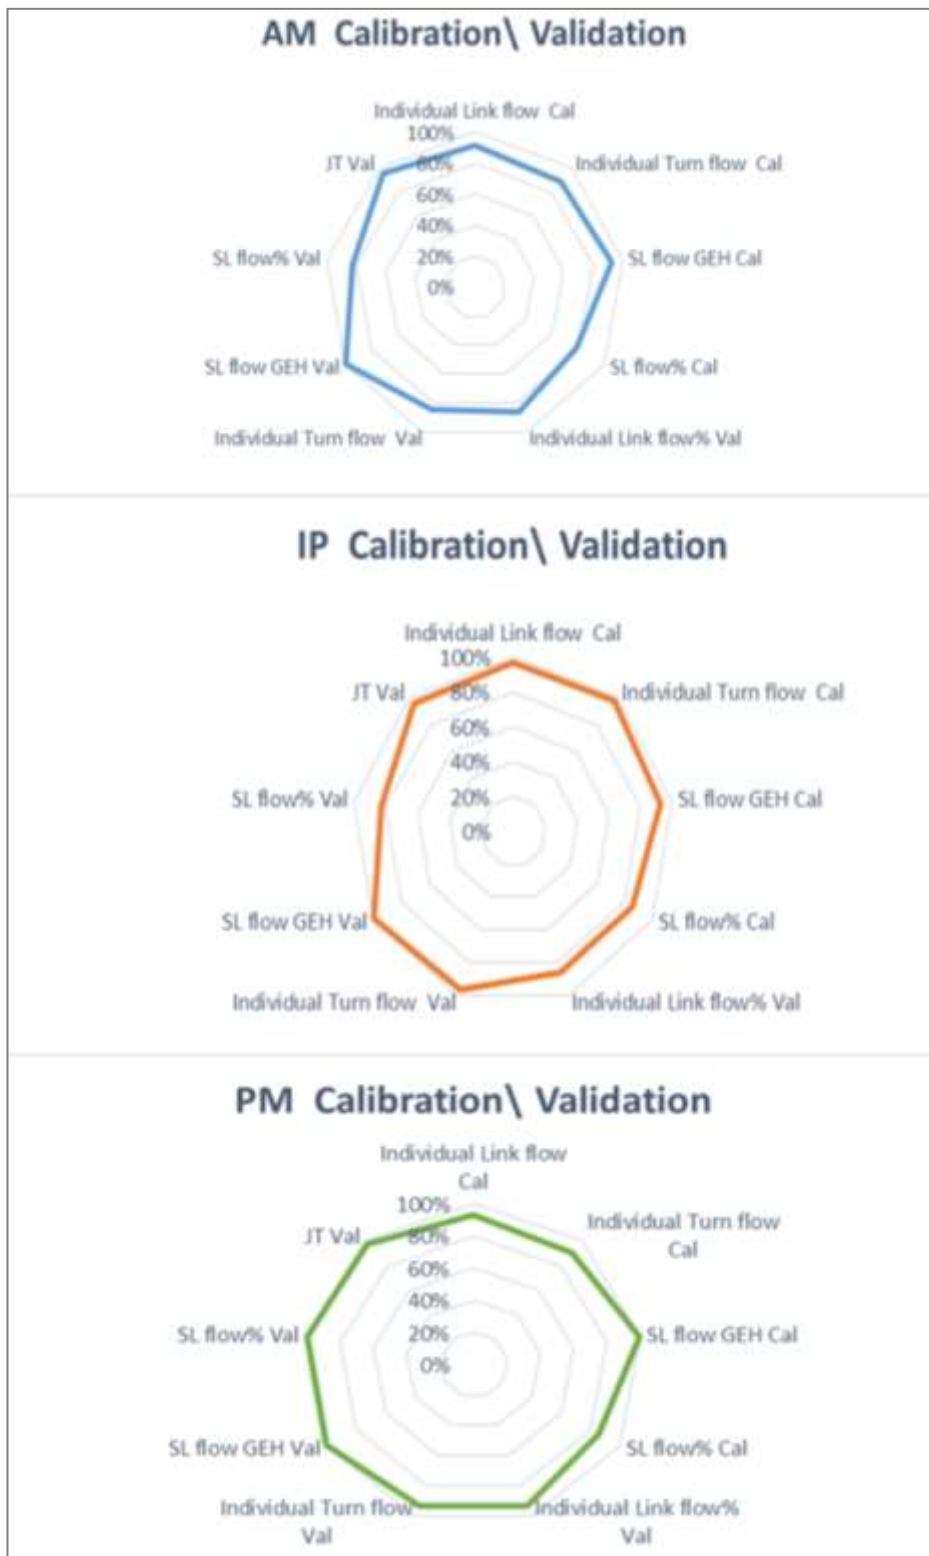 AM Calibration\ Validation
Individual Link flow Cal
100%
JT Val
80%
Individual Turn flow Cal
60%
40%
SL flow% Val
20%
SL flow GEH Cal
0%
SL flow GEH Val
SL flow% Cal
Individual Turn flow Val
Individual Link flow% Val
IP Calibration\ Validation
Individual Link flow Cal
100%
JT Val
80%
Individual Turn flow Cal
60%
40%
SL flow% Val
20%
SL flow GEH Cal
0%
SL flow GEH Val
SL flow% Cal
Individual Turn flow Val
Individual Link flow% Val
PM Calibration\ Validation
Individual Link flow
Cal
100%
Individual Turn flow
Cal
JT Val
80%
60%
40%
SL flow% Val
20%
SL flow GEH Cal
0%
SL flow GEH Val
SL flow% Cal
Individual Turn flow
Val
Individual Link flow%
Val